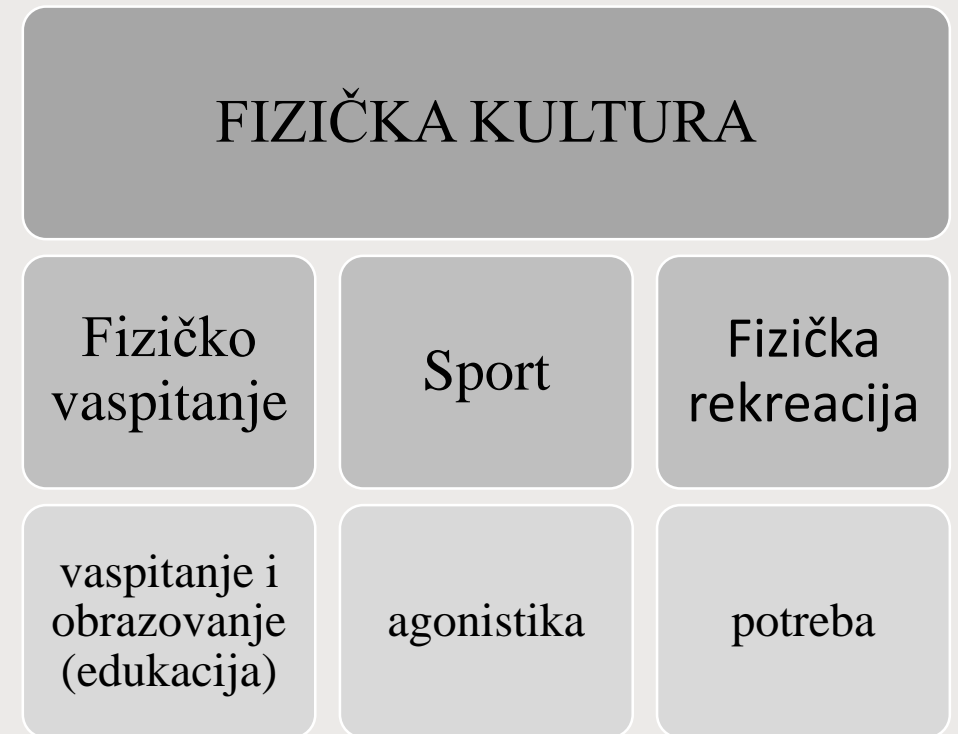 FIZIČKA KULTURA
Fizičko
vaspitanje
Sport
Fizička
rekreacija
vaspitanje i
obrazovanje
(edukacija)
agonistika
potreba